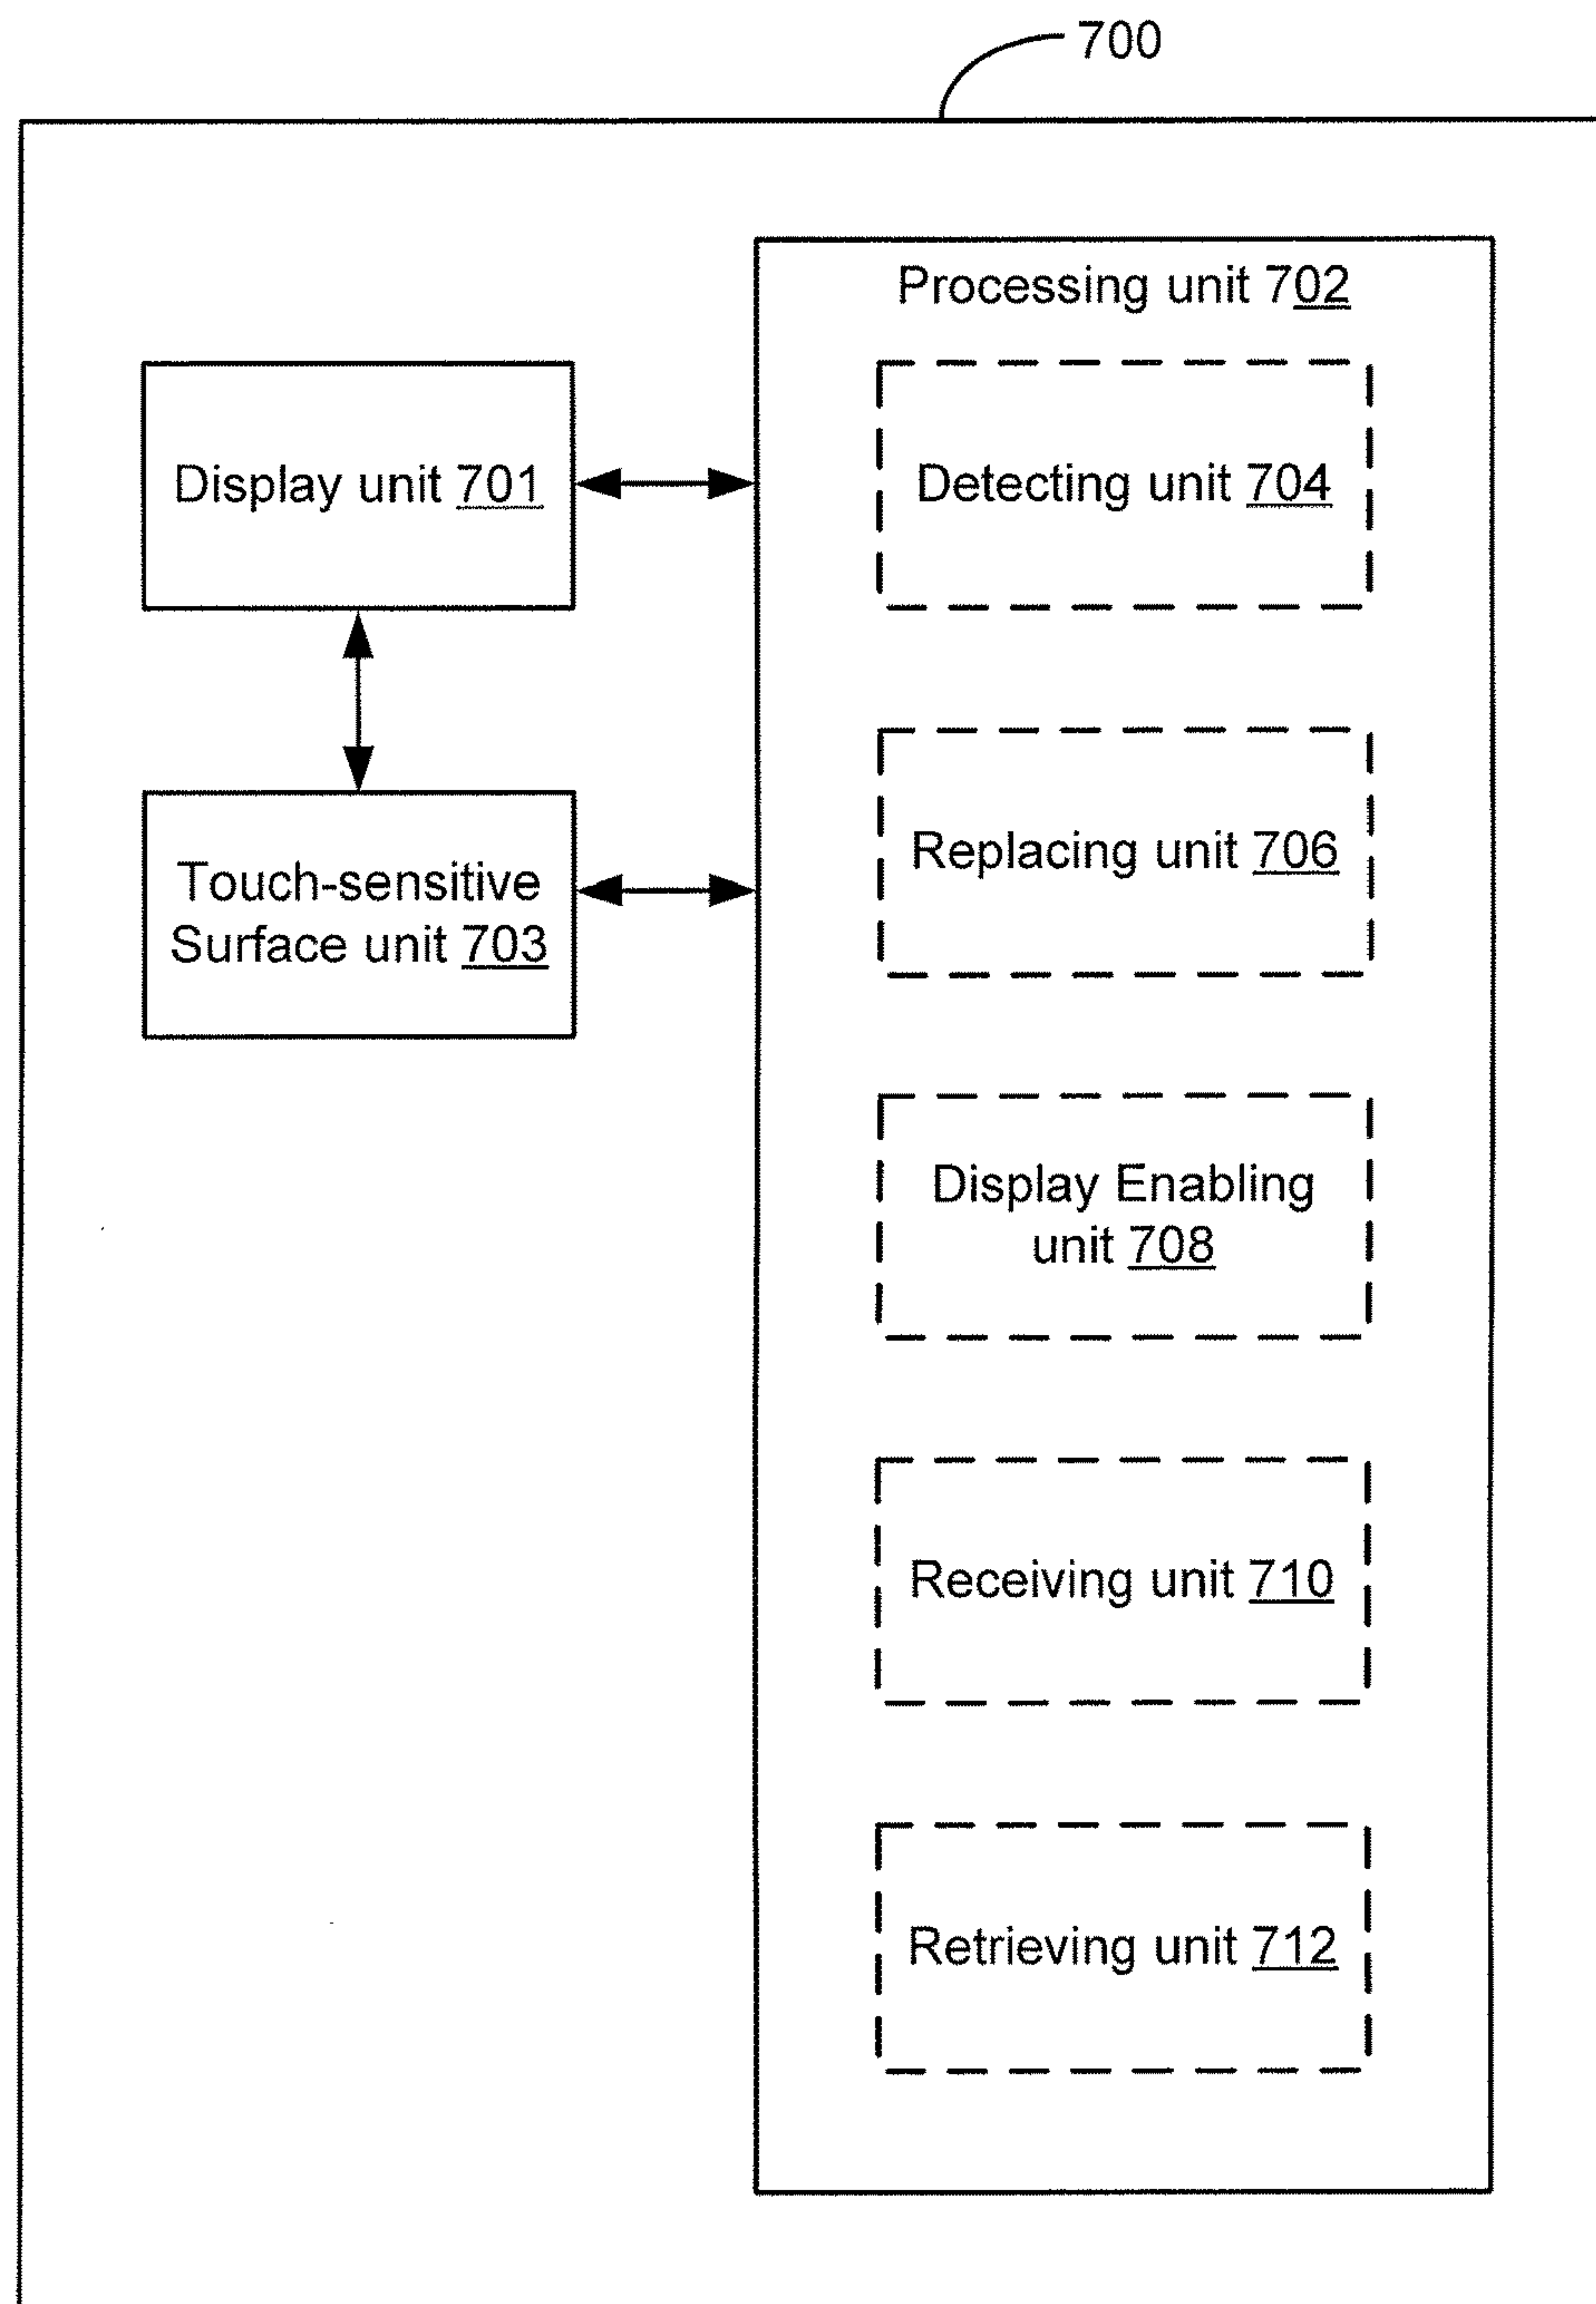 700
Processing unit 702
Display unit 701
Detecting unit 704
Touch-sensitive
Surface unit 703
Replacing unit 706
Display Enabling
unit 708
Receiving unit 710
Retrieving unit 712